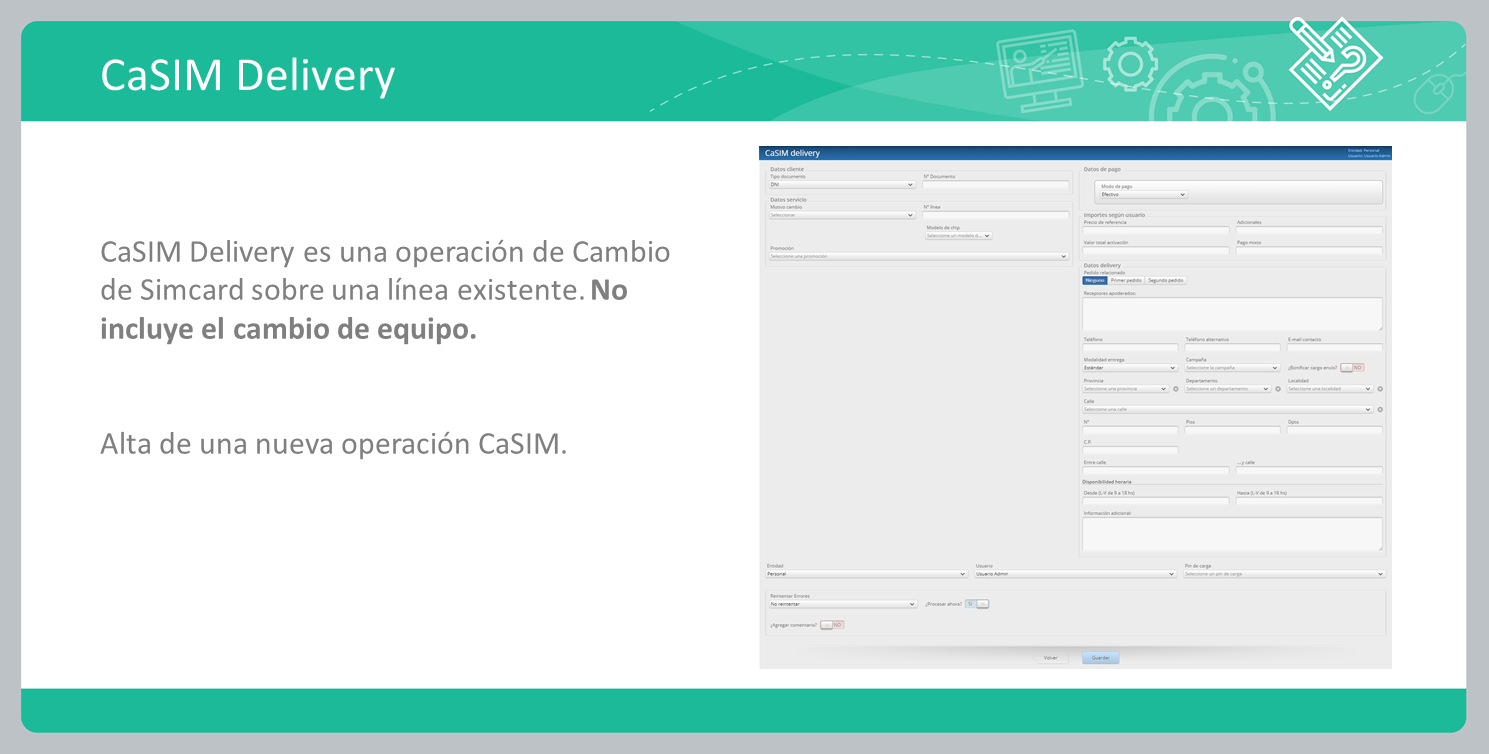 CaSIM Delivery
CaSIM Delivery es una operación de Cambio
de Simcard sobre una línea existente. No
incluye el cambio de equipo.
Alta de una nueva operación CaSIM.
CaSIM delivery
Entidad: Personal
Usuario: Usuario Admin
Datos cliente
Tipo documento
Nº Documento
DNI
Datos servicio
Motivo cambio
Nº línea
Seleccionar
Modelo de chip
Seleccione un modelo d...
Promoción
Seleccione una promoción
Datos de pago
Modo de pago
Efectivo
Importes según usuario
Precio de referencia
Adicionales
Valor total activación
Pago mixto
Datos delivery
Pedido relacionado
Ninguno Primer pedido Segundo pedido
Receptores apoderados:
Teléfono
Teléfono alternativo
E-mail contacto
Modalidad entrega
Campaña
Estándar
Seleccione la campaña
¿Bonificar cargo envío?
NO
Provincia
Departamento
Localidad
Seleccione una provincia
Seleccione un departamento
Seleccione una localidad
Calle
Seleccione una calle
Nº
Piso
Dpto
C.P.
Entre calle
...y calle
Disponibilidad horaria
Desde (L-V de 9 a 18 hs)
Hasta (L-V de 9 a 18 hs)
Información adicional:
Entidad
Usuario
Pin de carga
Personal
Usuario Admin
Seleccione un pin de carga
Reintentar Errores
No reintentar
¿Procesar ahora?
SI
¿Agregar comentario?
NO
Volver
Guardar